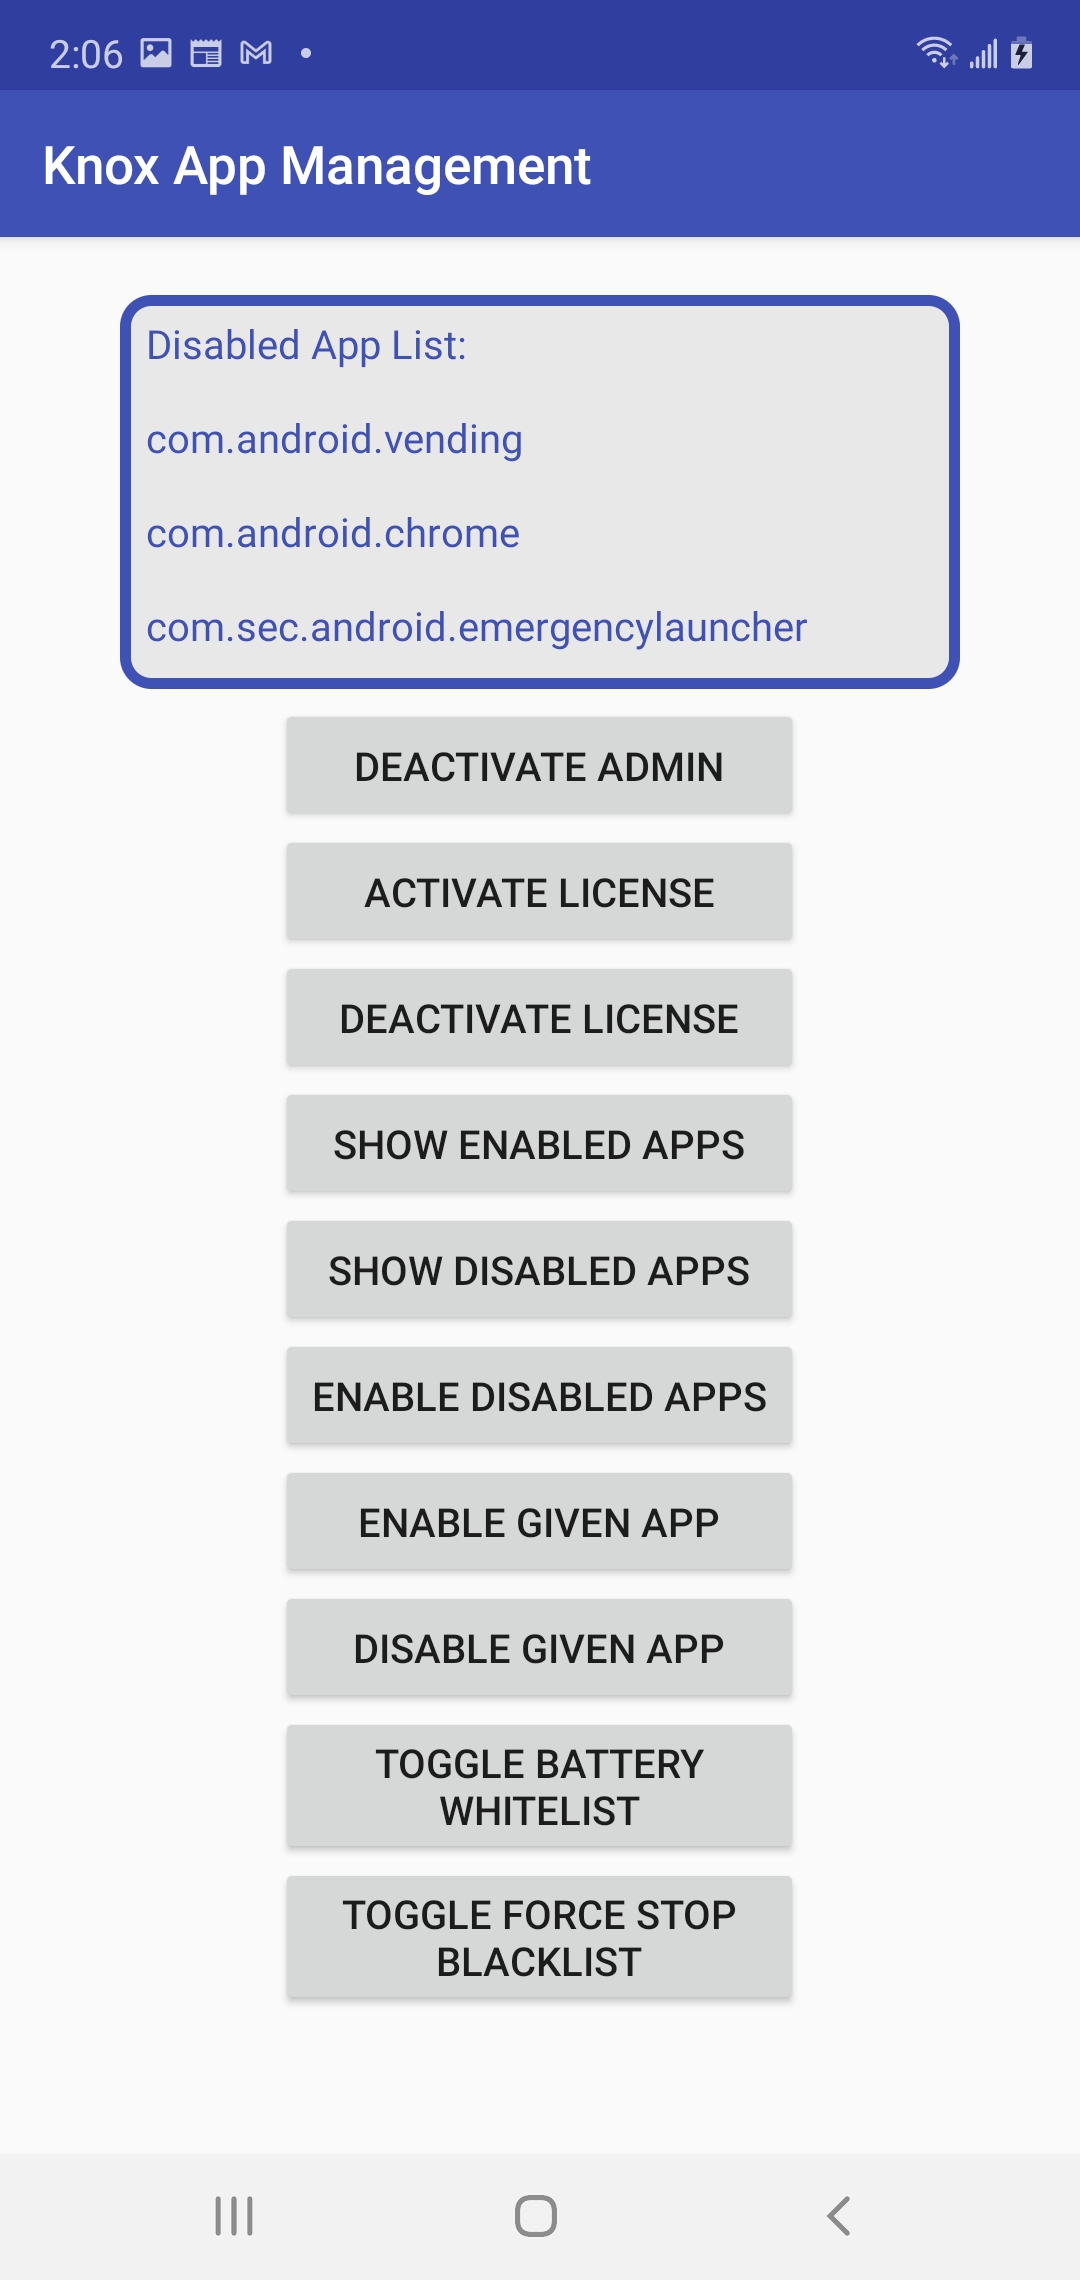 2:06
Knox App Management
Disabled App List:
com.android.vending
com.android.chrome
com.sec.android.emergencylauncher
DEACTIVATE ADMIN
ACTIVATE LICENSE
DEACTIVATE LICENSE
SHOW ENABLED APPS
SHOW DISABLED APPS
ENABLE DISABLED APPS
ENABLE GIVEN APP
DISABLE GIVEN APP
TOGGLE BATTERY
WHITELIST
TOGGLE FORCE STOP
BLACKLIST